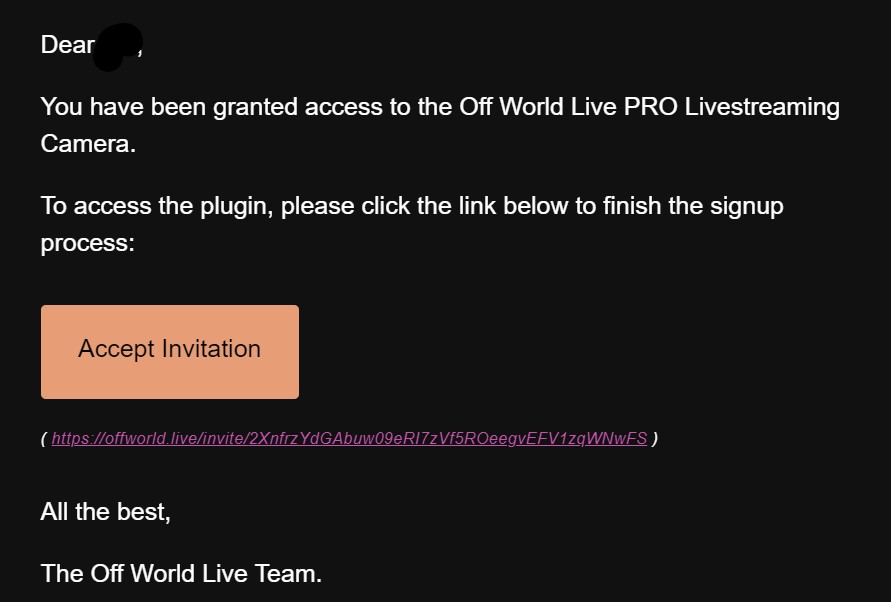 Dear ,
You have been granted access to the Off World Live PRO Livestreaming
Camera.
To access the plugin, please click the link below to finish the signup
process:
Accept Invitation
( https://offworld.live/invite/2XnfrzYdGAbuw09eRI7zVf5ROeegvEFV1zqWNwFS )
All the best,
The Off World Live Team.